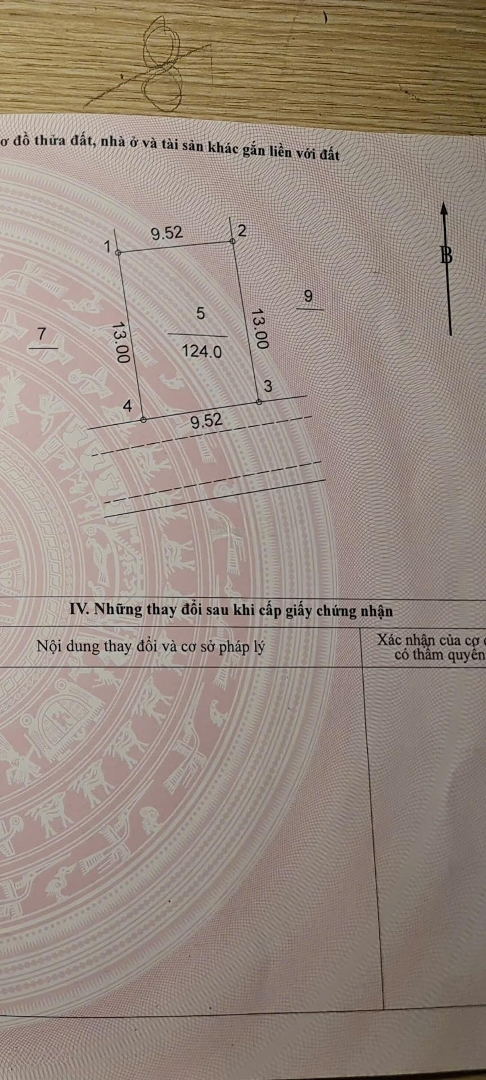 ơ đồ thửa đất, nhà ở và tài sản khác gắn liền với đất
1 9.52 2
B
9
5
7 13.00 124.0 13.00
3
4
9.52
IV. Những thay đổi sau khi cấp giấy chứng nhận
Nội dung thay đổi và cơ sở pháp lý
Xác nhận của cơ
có thẩm quyền